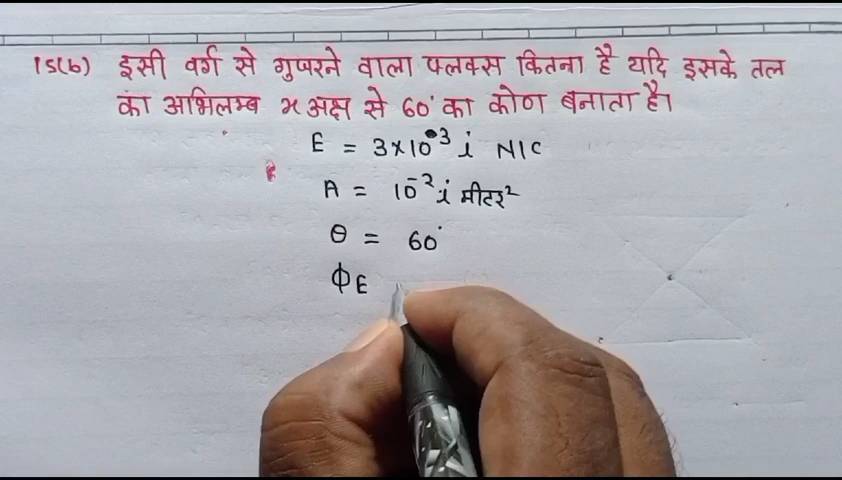 15(b) इसी वर्ग से गुजरने वाला फ्लक्स कितना है यदि इसके तल
का अभिलम्ब x अक्ष से 60° का कोण बनाता है।
E = 3×10³ i N/C
A = 10⁻² i मीटर²
θ = 60°
ϕE